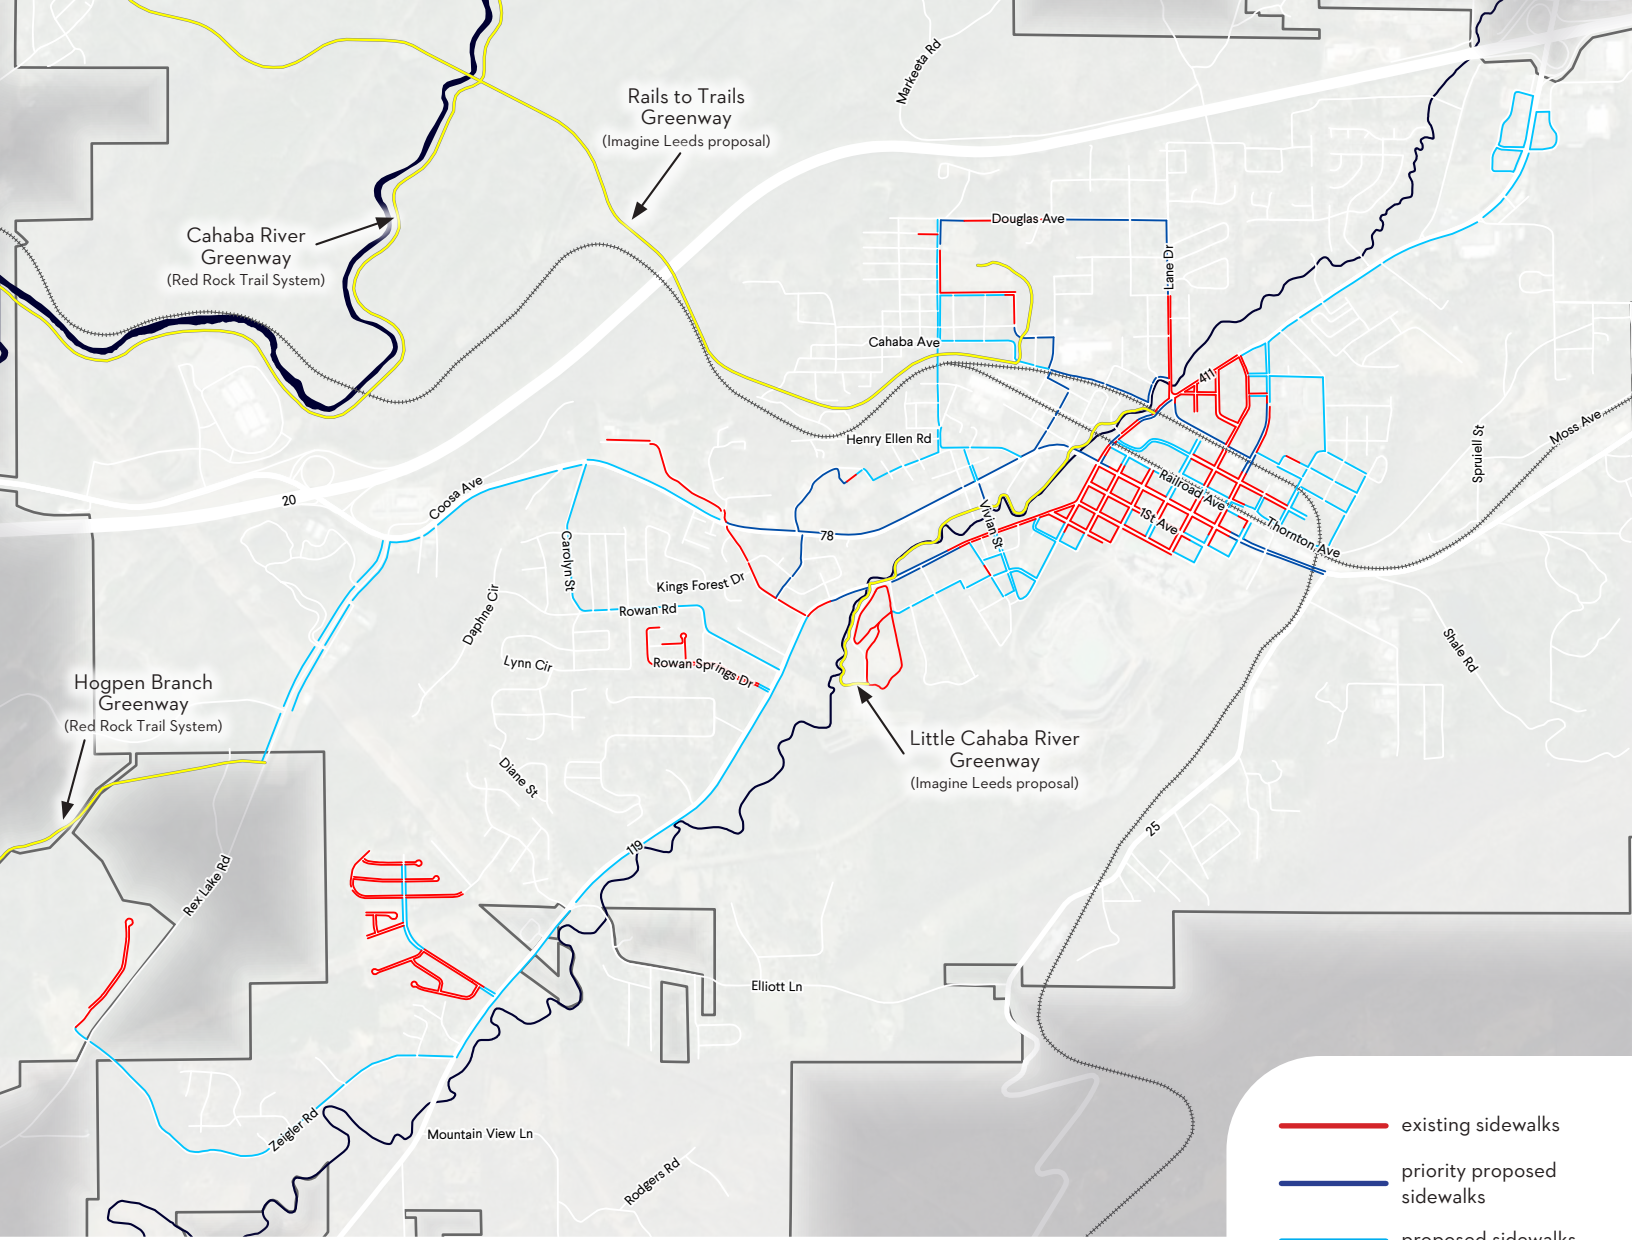 Markeeta Rd
Rails to Trails
Greenway
(Imagine Leeds proposal)
Cahaba River
Greenway
(Red Rock Trail System)
Douglas Ave
Lane Dr
Cahaba Ave
411
Henry Ellen Rd
Moss Ave
Spruiell St
20
Coosa Ave
Railroad Ave
1St Ave
Vivian St
78
Thornton Ave
Carolyn St
Kings Forest Dr
Daphne Cir
Rowan Rd
Lynn Cir
Rowan Springs Dr
Shale Rd
Hogpen Branch
Greenway
(Red Rock Trail System)
Little Cahaba River
Greenway
(Imagine Leeds proposal)
Diane St
25
119
Rex Lake Rd
Elliott Ln
Zeigler Rd
Mountain View Ln
Rodgers Rd
existing sidewalks
priority proposed
sidewalks
proposed sidewalks